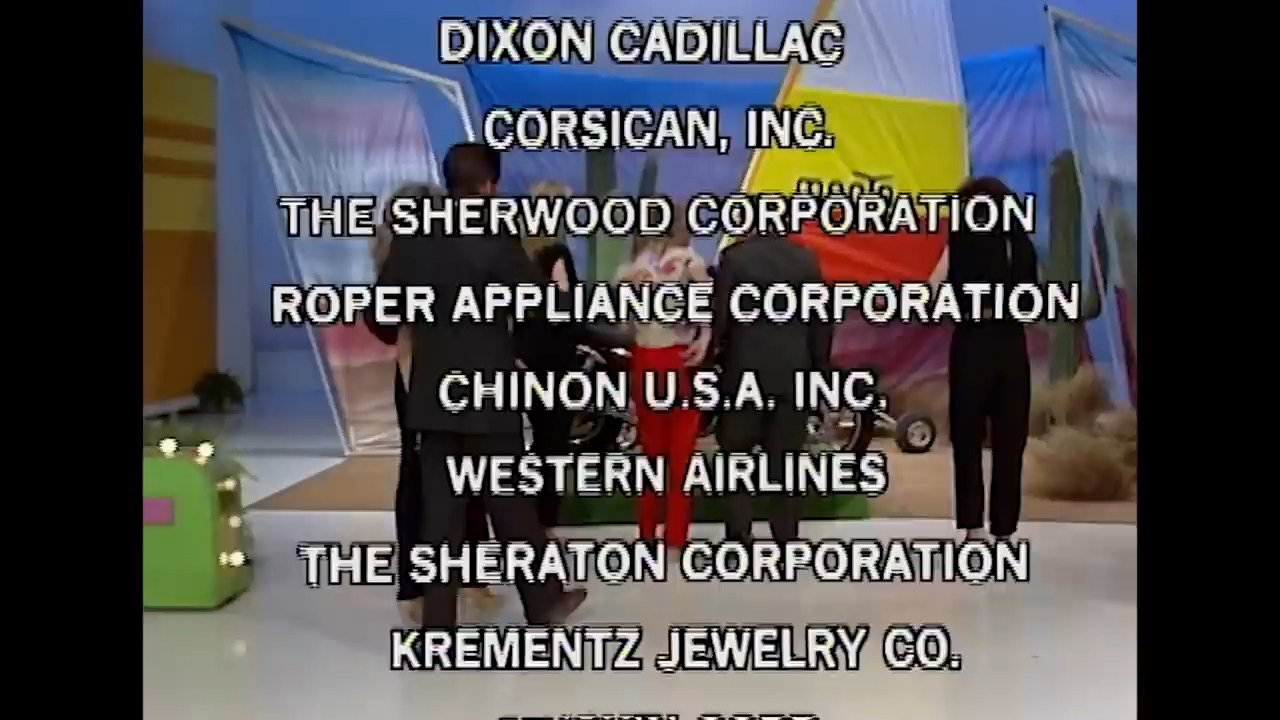 DIXON CADILLAC
CORSICAN, INC.
THE SHERWOOD CORPORATION
ROPER APPLIANCE CORPORATION
CHINON U.S.A. INC.
WESTERN AIRLINES
THE SHERATON CORPORATION
KREMENTZ JEWELRY CO.